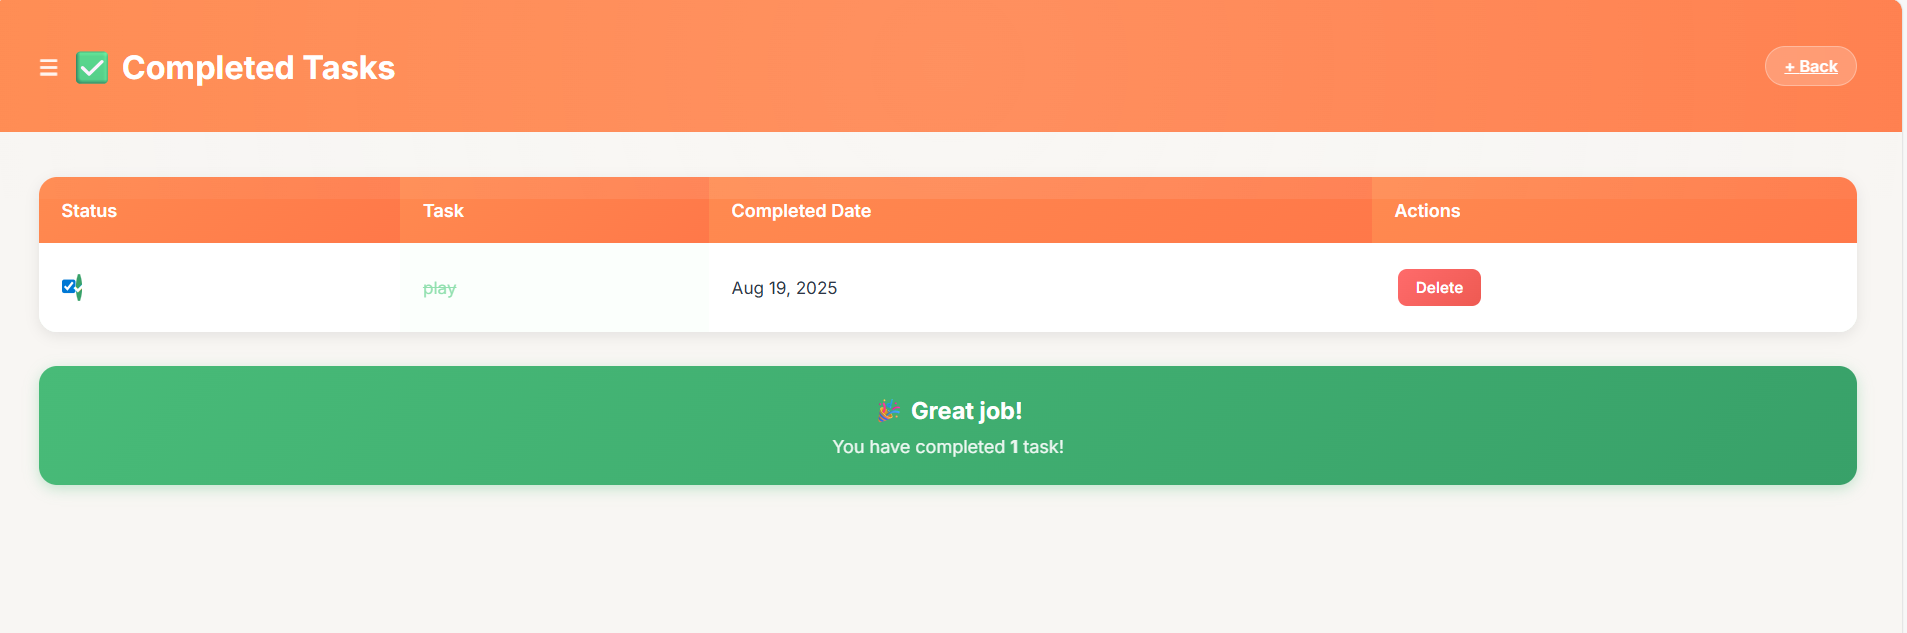 Completed Tasks
+ Back
Status Task Completed Date Actions
play Aug 19, 2025 Delete
Great job!
You have completed 1 task!